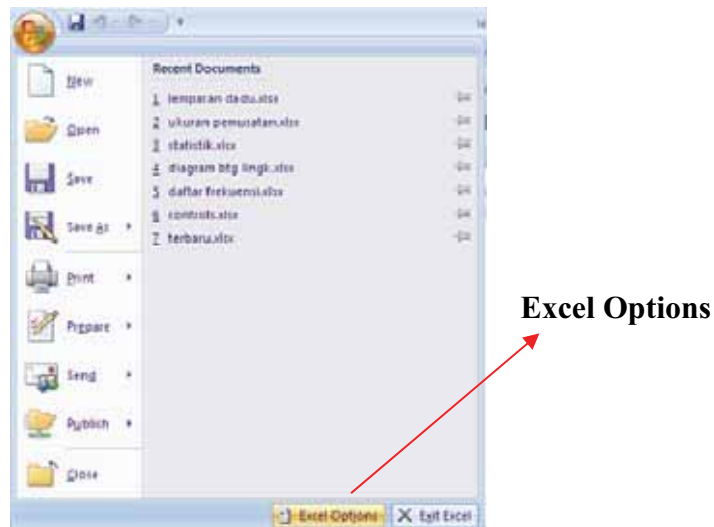 Recent Documents
New
1 lemparan dadu.xlsx
2 ukuran pemusatan.xlsx
Open
3 statistik.xlsx
4 diagram btg lingk.xlsx
Save
5 daftar frekuensi.xlsx
6 controls.xlsx
Save As
7 terbaru.xlsx
Print
Excel Options
Prepare
Send
Publish
Close
Excel Options
Exit Excel